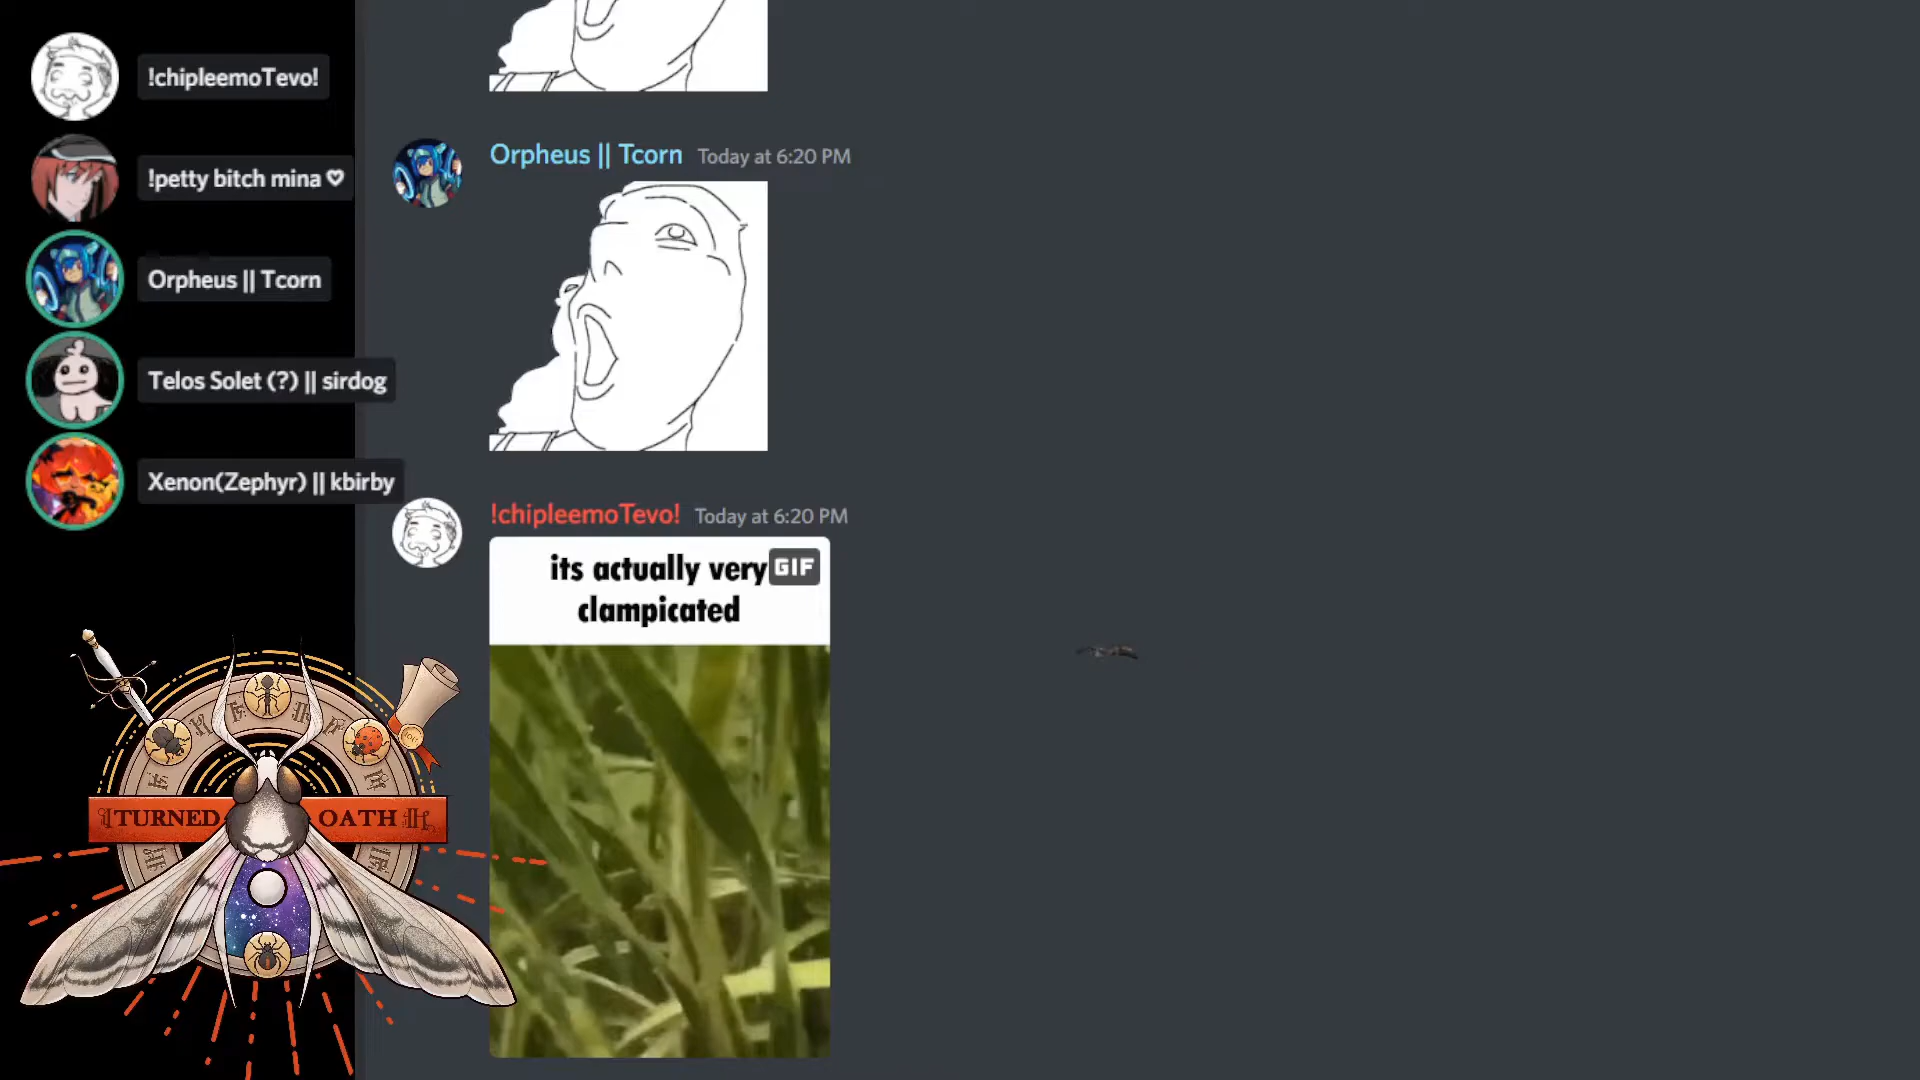 !chipleemoTevo!
!petty bitch mina ♡
Orpheus || Tcorn
Telos Solet (?) || sirdog
Xenon(Zephyr) || kbirby
Orpheus || Tcorn Today at 6:20 PM
!chipleemoTevo! Today at 6:20 PM
its actually very
GIF
clampicated
TURNED OATH